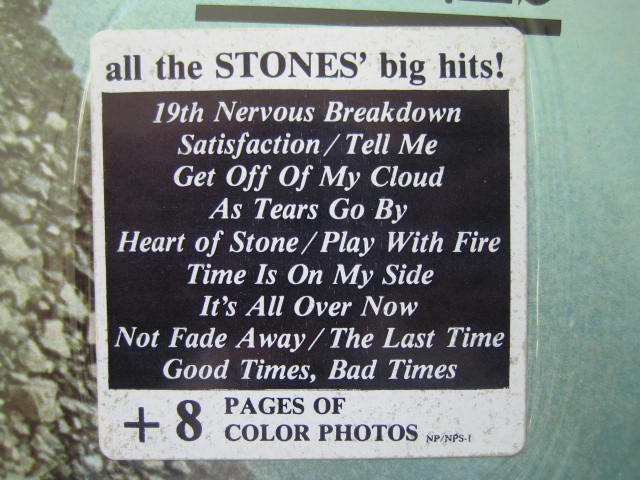 all the STONES' big hits!
19th Nervous Breakdown
Satisfaction / Tell Me
Get Off Of My Cloud
As Tears Go By
Heart of Stone / Play With Fire
Time Is On My Side
It's All Over Now
Not Fade Away / The Last Time
Good Times, Bad Times
+ 8 PAGES OF
COLOR PHOTOS NP/NPS-1